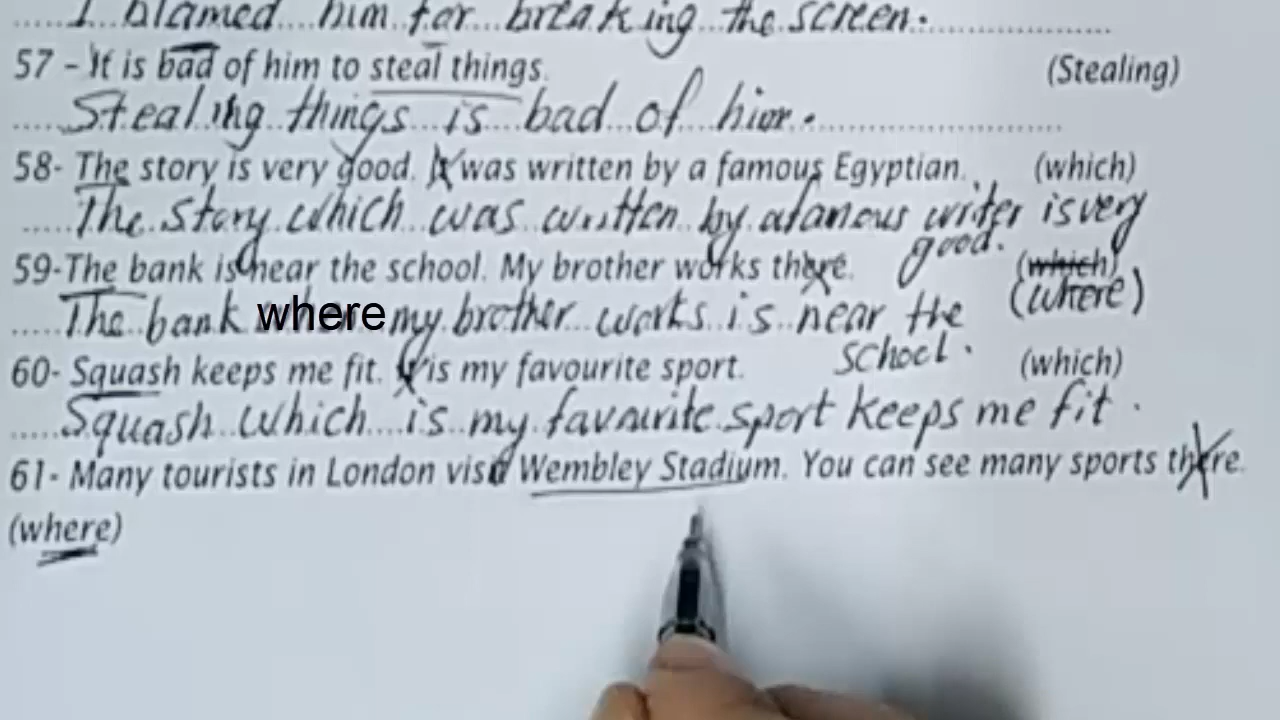 I blamed him for breaking the screen.
57 - It is bad of him to steal things. (Stealing)
Stealing things is bad of him.
58- The story is very good. It was written by a famous Egyptian. (which)
The story which was written by a famous writer is very
good.
59-The bank is near the school. My brother works there. (which)
(where)
The bank where my brother works is near the
school.
60- Squash keeps me fit. It is my favourite sport. (which)
Squash which is my favourite sport keeps me fit.
61- Many tourists in London visit Wembley Stadium. You can see many sports there.
(where)